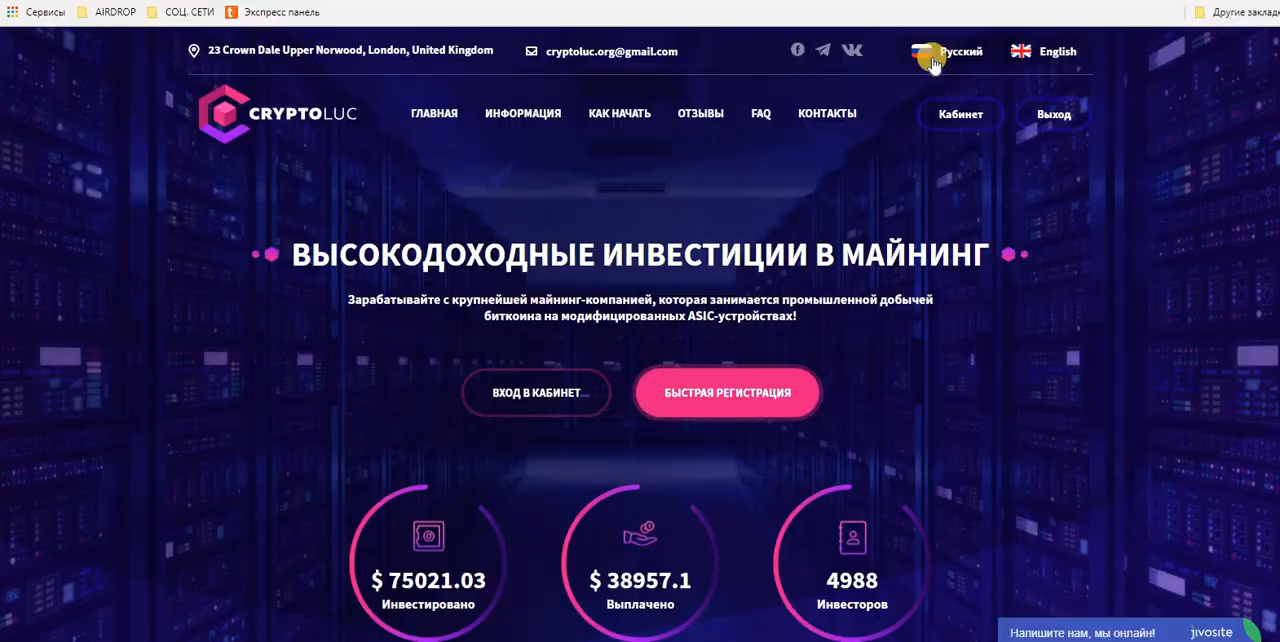 Сервисы AIRDROP СОЦ. СЕТИ Экспресс панель Другие заклад
23 Crown Dale Upper Norwood, London, United Kingdom cryptoluc.org@gmail.com Русский English
CRYPTOLUC ГЛАВНАЯ ИНФОРМАЦИЯ КАК НАЧАТЬ ОТЗЫВЫ FAQ КОНТАКТЫ Кабинет Выход
ВЫСОКОДОХОДНЫЕ ИНВЕСТИЦИИ В МАЙНИНГ
Зарабатывайте с крупнейшей майнинг-компанией, которая занимается промышленной добычей
биткоина на модифицированных ASIC-устройствах!
ВХОД В КАБИНЕТ БЫСТРАЯ РЕГИСТРАЦИЯ
$ 75021.03 $ 38957.1 4988
Инвестировано Выплачено Инвесторов
Напишите нам, мы онлайн! jivosite